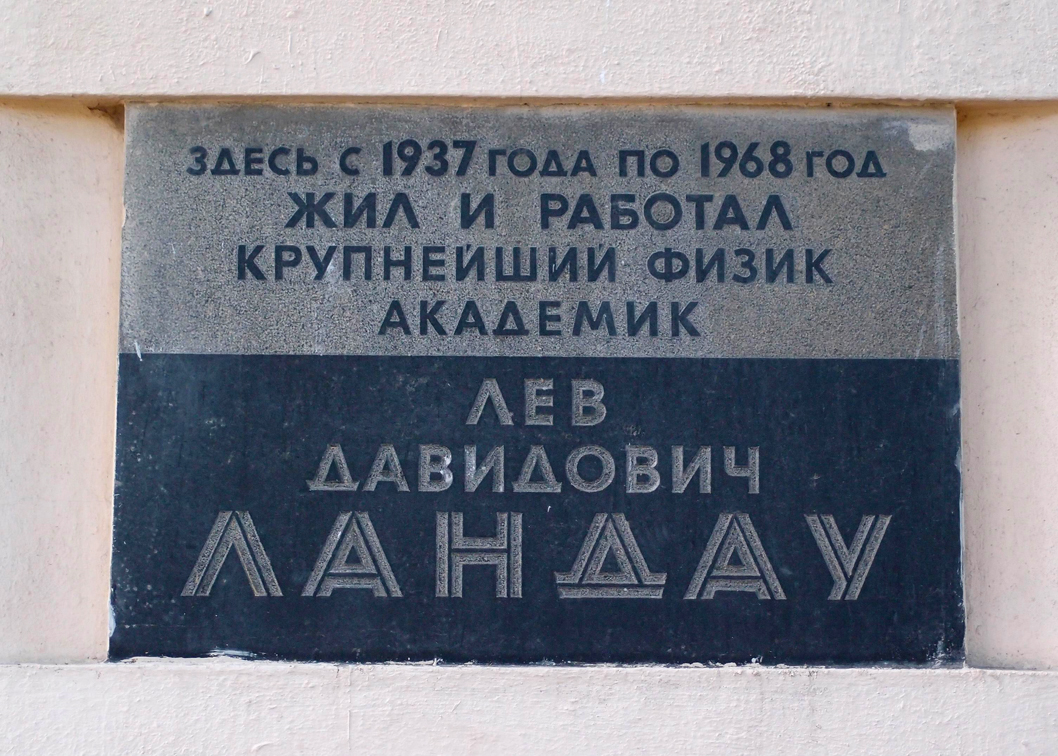 ЗДЕСЬ С 1937 ГОДА ПО 1968 ГОД
ЖИЛ И РАБОТАЛ
КРУПНЕЙШИЙ ФИЗИК
АКАДЕМИК
ЛЕВ
ДАВИДОВИЧ
ЛАНДАУ